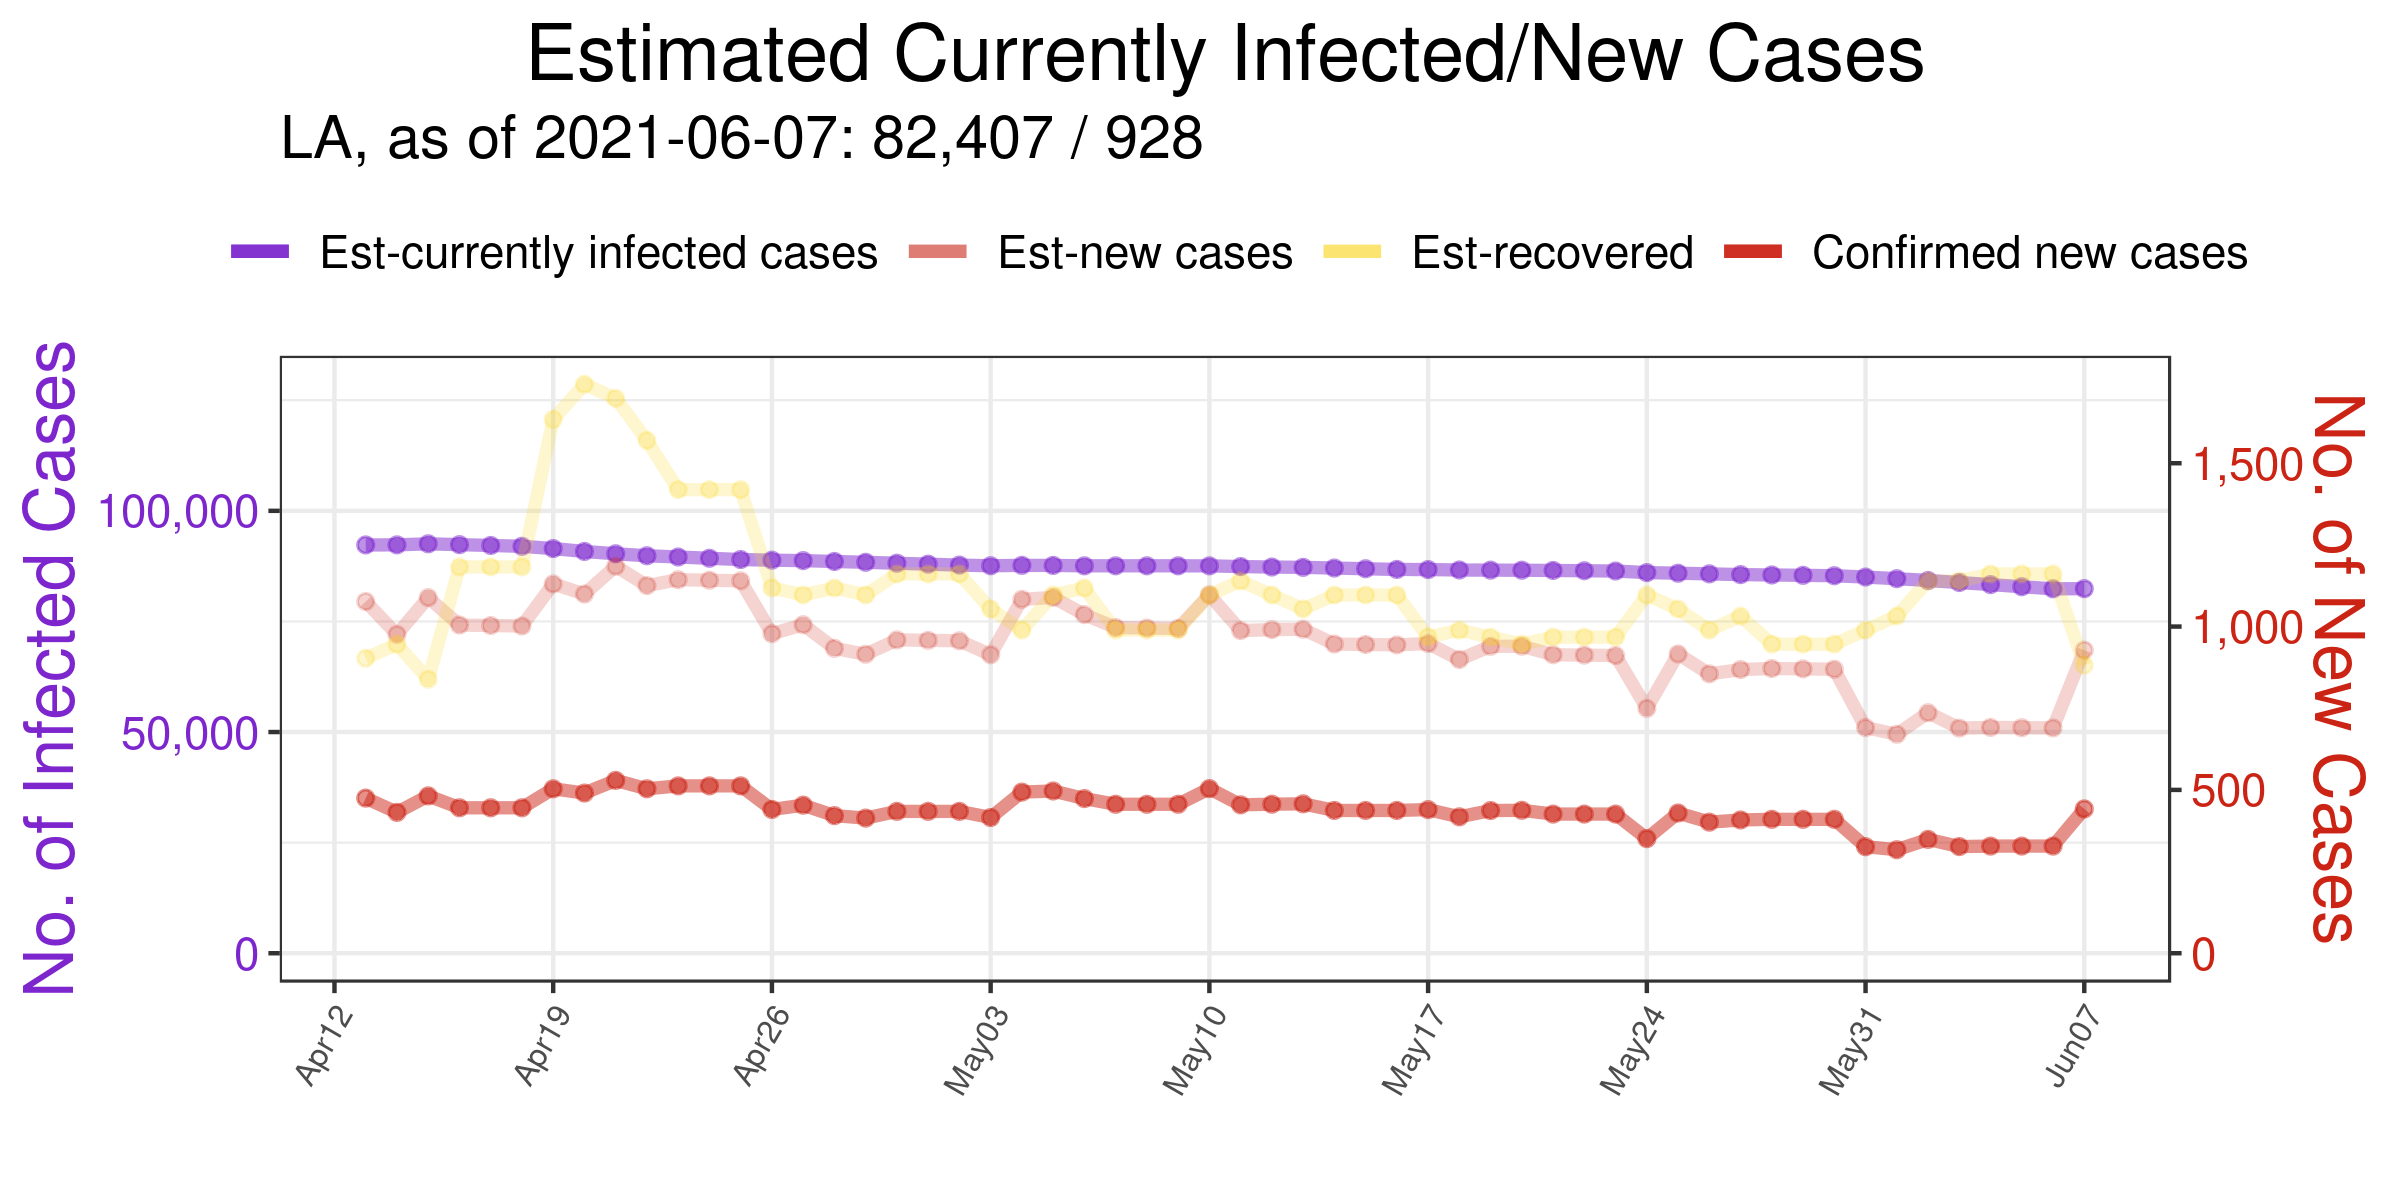 Estimated Currently Infected/New Cases
LA, as of 2021-06-07: 82,407 / 928
Est-currently infected cases Est-new cases Est-recovered Confirmed new cases
No. of Infected Cases
100,000
50,000
0
1,500
1,000
500
0
No. of New Cases
Apr12 Apr19 Apr26 May03 May10 May17 May24 May31 Jun07